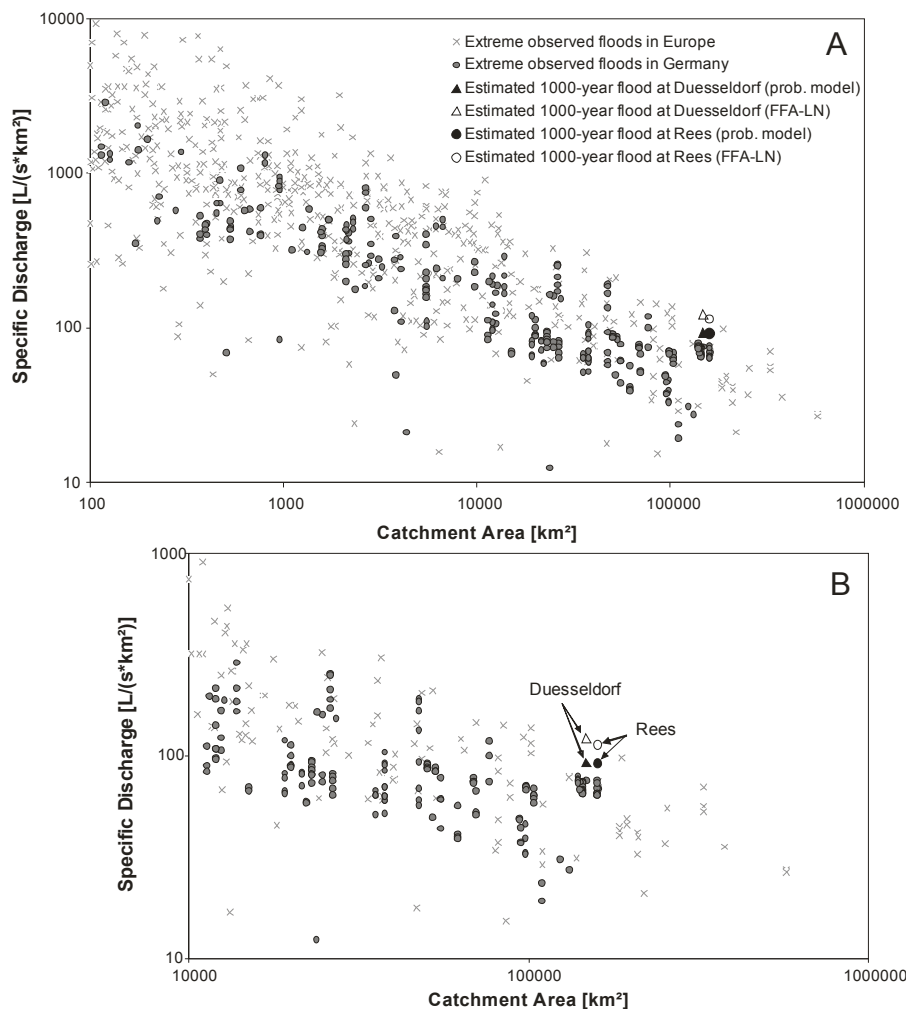 10000
1000
100
10
100
1000
10000
100000
1000000
Specific Discharge [L/(s*km²)]
Catchment Area [km²]
A
Extreme observed floods in Europe
Extreme observed floods in Germany
Estimated 1000-year flood at Duesseldorf (prob. model)
Estimated 1000-year flood at Duesseldorf (FFA-LN)
Estimated 1000-year flood at Rees (prob. model)
Estimated 1000-year flood at Rees (FFA-LN)
1000
100
10
10000
100000
1000000
Specific Discharge [L/(s*km²)]
Catchment Area [km²]
B
Duesseldorf
Rees